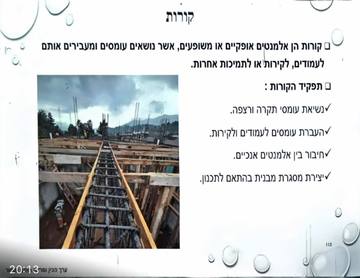 קורות
קורות הן אלמנטים אופקיים או משופעים, אשר נושאים עומסים ומעבירים אותם
לעמודים, לקירות או לתמיכות אחרות.
תפקיד הקורות :
נשיאת עומסי תקרה ורצפה.
העברת עומסים לעמודים ולקירות.
חיבור בין אלמנטים אנכיים.
יצירת מסגרת מבנית בהתאם לתכנון.
20:13